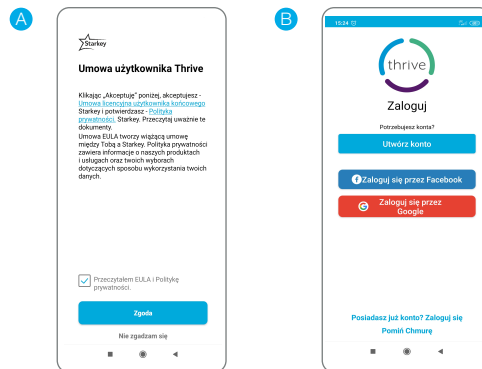 A
Starkey
Umowa użytkownika Thrive
Klikając „Akceptuję” poniżej, akceptujesz -
Umowa licencyjna użytkownika końcowego
Starkey i potwierdzasz - Polityka
prywatności. Starkey. Przeczytaj uważnie te
dokumenty.
Umowa EULA tworzy wiążącą umowę
między Tobą a Starkey. Polityka prywatności
zawiera informacje o naszych produktach
i usługach oraz twoich wyborach
dotyczących sposobu wykorzystania twoich
danych.
Przeczytałem EULA i Politykę
prywatności.
Zgoda
Nie zgadzam się
B
15:24
thrive
Zaloguj
Potrzebujesz konta?
Utwórz konto
Zaloguj się przez Facebook
Zaloguj się przez
Google
Posiadasz już konto? Zaloguj się
Pomiń Chmurę